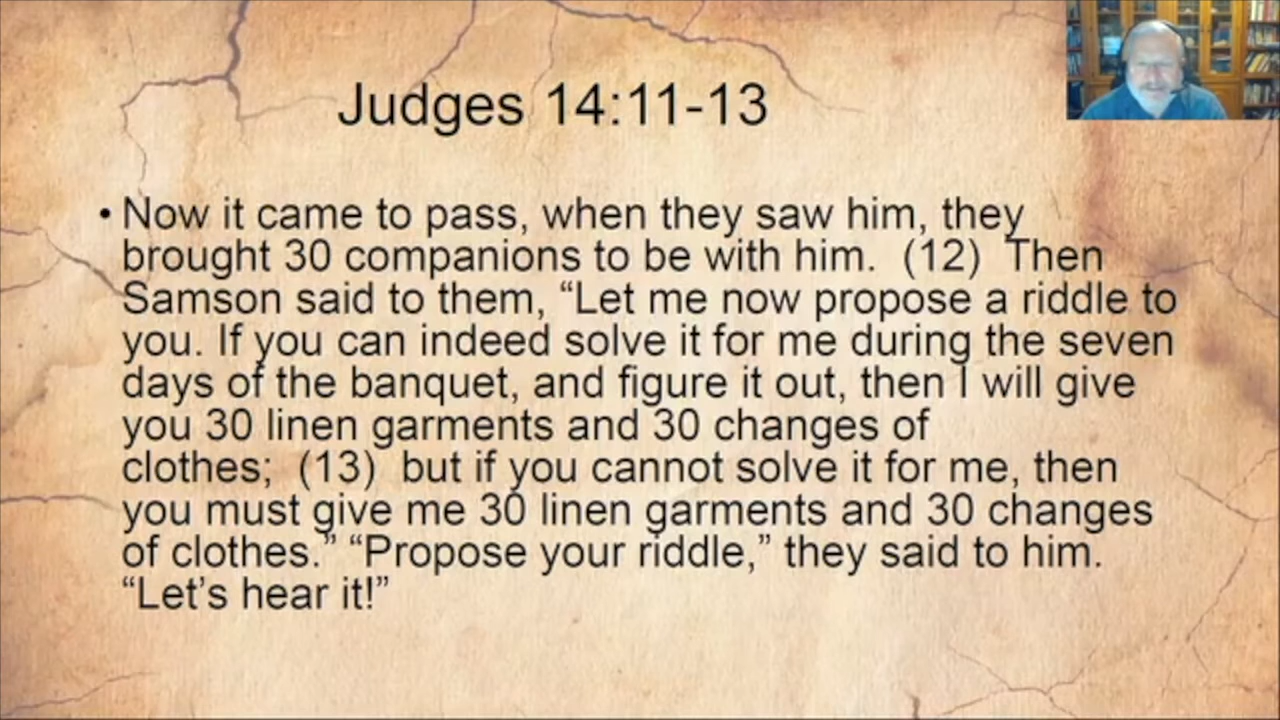 Judges 14:11-13
• Now it came to pass, when they saw him, they
brought 30 companions to be with him.  (12)  Then
Samson said to them, “Let me now propose a riddle to
you. If you can indeed solve it for me during the seven
days of the banquet, and figure it out, then I will give
you 30 linen garments and 30 changes of
clothes;  (13)  but if you cannot solve it for me, then
you must give me 30 linen garments and 30 changes
of clothes.” “Propose your riddle,” they said to him.
“Let’s hear it!”